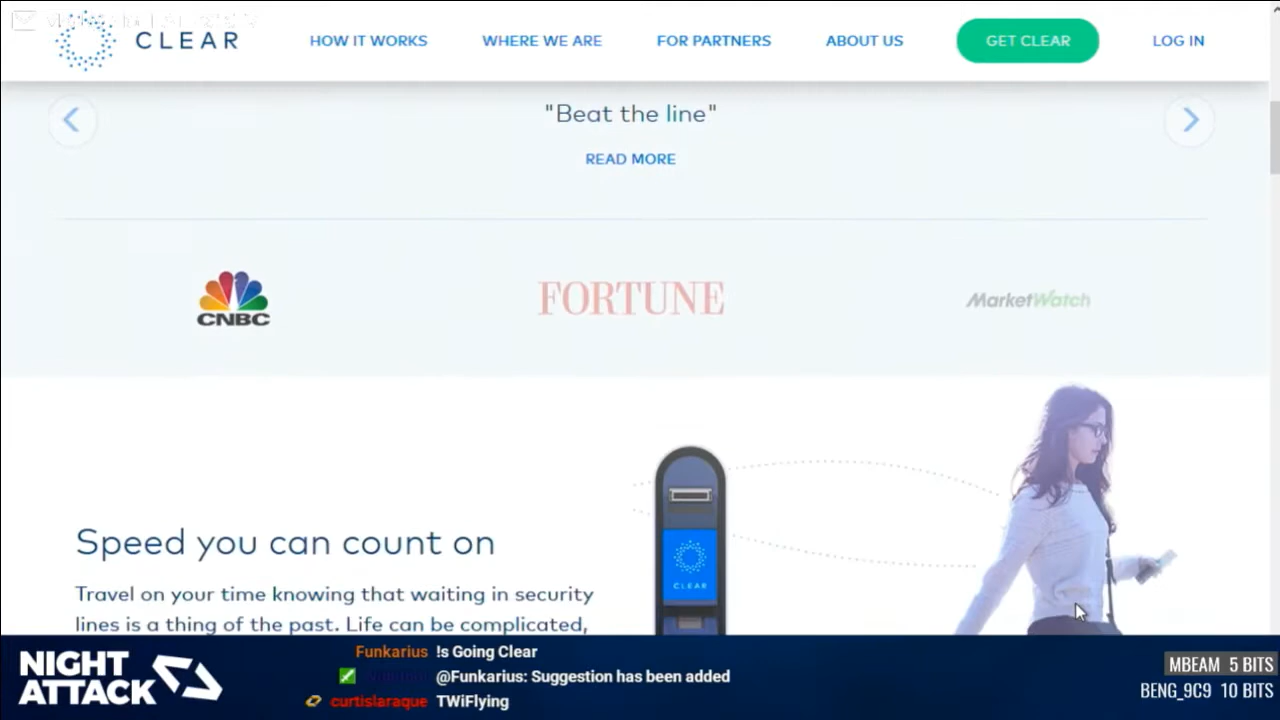 CLEAR
HOW IT WORKS
WHERE WE ARE
FOR PARTNERS
ABOUT US
GET CLEAR
LOG IN
"Beat the line"
READ MORE
CNBC
FORTUNE
MarketWatch
Speed you can count on
Travel on your time knowing that waiting in security
lines is a thing of the past. Life can be complicated,
CLEAR
NIGHT
ATTACK
Funkarius !s Going Clear
@Funkarius: Suggestion has been added
curtislaraque TWiFlying
MBEAM 5 BITS
BENG_9C9 10 BITS